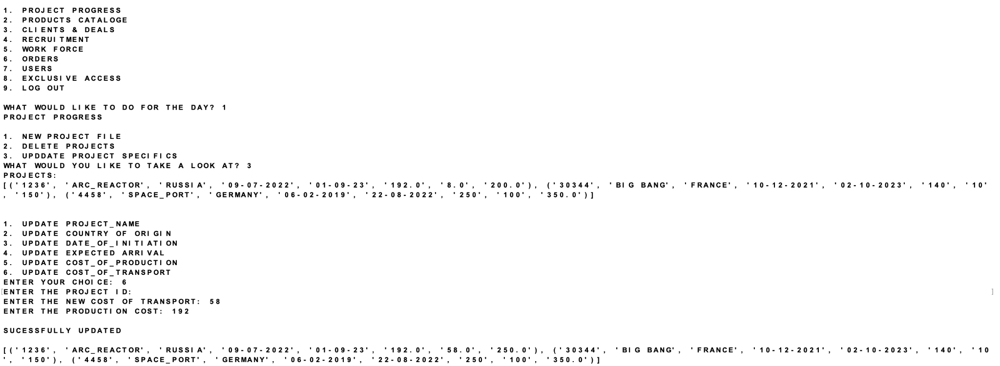 1. PROJECT PROGRESS
2. PRODUCTS CATALOGE
3. CLIENTS & DEALS
4. RECRUITMENT
5. WORK FORCE
6. ORDERS
7. USERS
8. EXCLUSIVE ACCESS
9. LOG OUT
WHAT WOULD LIKE TO DO FOR THE DAY? 1
PROJECT PROGRESS
1. NEW PROJECT FILE
2. DELETE PROJECTS
3. UPDDATE PROJECT SPECIFICS
WHAT WOULD YOU LIKE TO TAKE A LOOK AT? 3
PROJECTS:
[('1236', 'ARC_REACTOR', 'RUSSIA', '09-07-2022', '01-09-23', '192.0', '8.0', '200.0'), ('30344', 'BIG BANG', 'FRANCE', '10-12-2021', '02-10-2023', '140', '10'
, '150'), ('4458', 'SPACE_PORT', 'GERMANY', '06-02-2019', '22-08-2022', '250', '100', '350.0')]
1. UPDATE PROJECT_NAME
2. UPDATE COUNTRY OF ORIGIN
3. UPDATE DATE_OF_INITIATION
4. UPDATE EXPECTED ARRIVAL
5. UPDATE COST_OF_PRODUCTION
6. UPDATE COST_OF_TRANSPORT
ENTER YOUR CHOICE: 6
[ENTER THE PROJECT ID: ]
ENTER THE NEW COST OF TRANSPORT: 58
ENTER THE PRODUCTION COST: 192
SUCESSFULLY UPDATED
[('1236', 'ARC_REACTOR', 'RUSSIA', '09-07-2022', '01-09-23', '192.0', '58.0', '250.0'), ('30344', 'BIG BANG', 'FRANCE', '10-12-2021', '02-10-2023', '140', '10
', '150'), ('4458', 'SPACE_PORT', 'GERMANY', '06-02-2019', '22-08-2022', '250', '100', '350.0')]